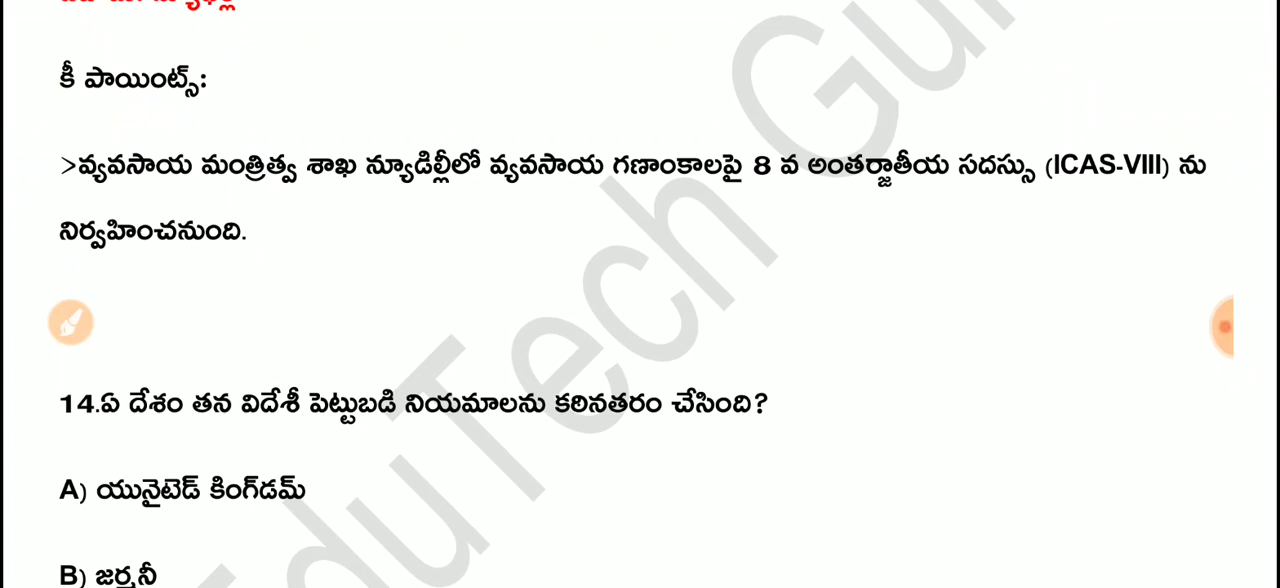 కీ పాయింట్స్:
>వ్యవసాయ మంత్రిత్వ శాఖ న్యూడిల్లీలో వ్యవసాయ గణాంకాలపై 8 వ అంతర్జాతీయ సదస్సు (ICAS-VIII) ను
నిర్వహించనుంది.
14.ఏ దేశం తన విదేశీ పెట్టుబడి నియమాలను కఠినతరం చేసింది?
A) యునైటెడ్ కింగ్‌డమ్
B) జర్మనీ
EduTech